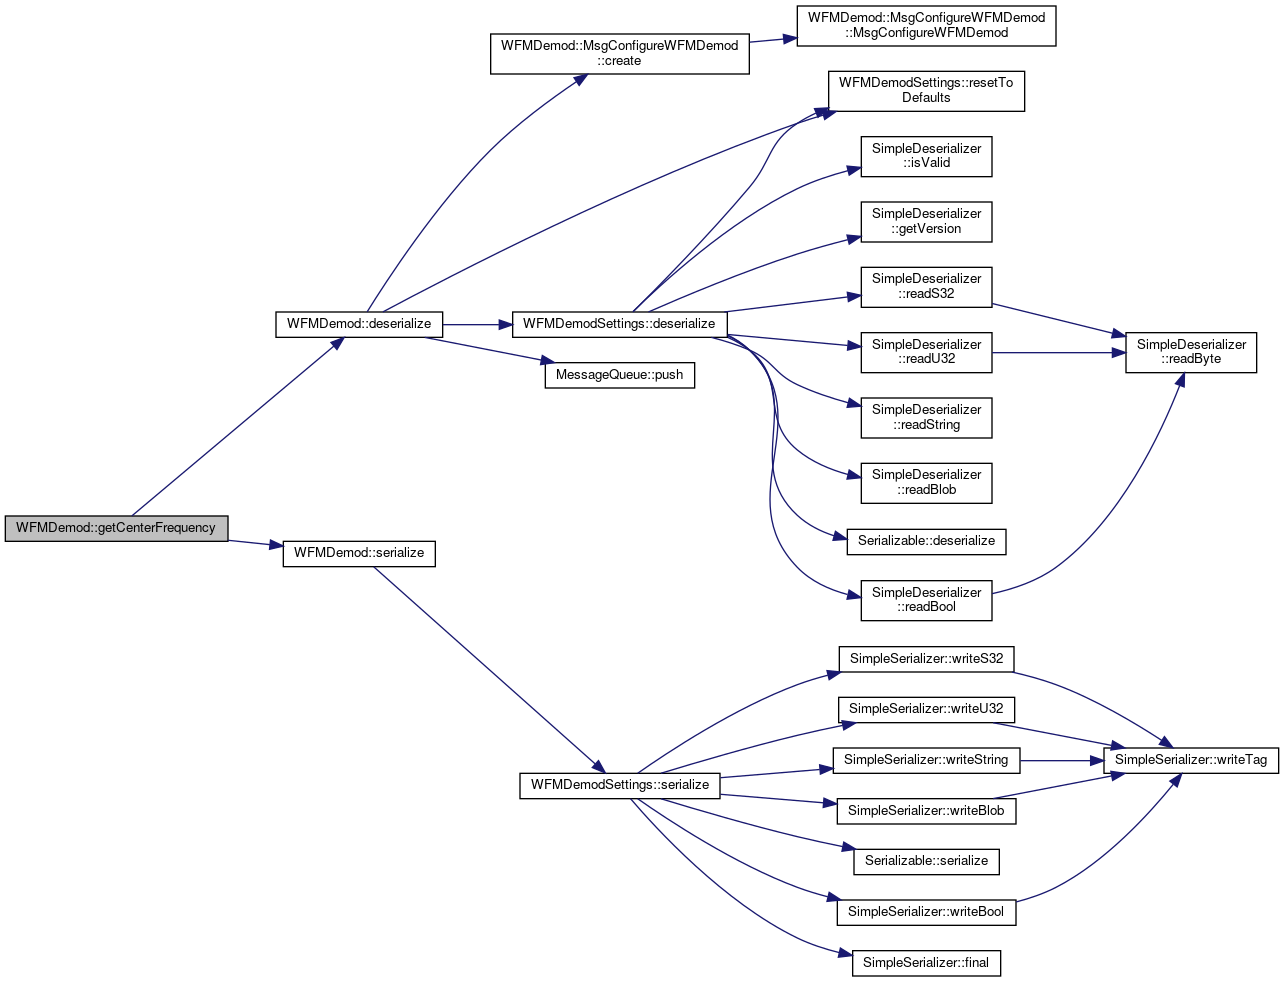 WFMDemod::MsgConfigureWFMDemod
::MsgConfigureWFMDemod
WFMDemod::MsgConfigureWFMDemod
::create
WFMDemodSettings::resetTo
Defaults
SimpleDeserializer
::isValid
SimpleDeserializer
::getVersion
SimpleDeserializer
::readS32
WFMDemod::deserialize
WFMDemodSettings::deserialize
SimpleDeserializer
::readU32
SimpleDeserializer
::readByte
MessageQueue::push
SimpleDeserializer
::readString
SimpleDeserializer
::readBlob
WFMDemod::getCenterFrequency
Serializable::deserialize
WFMDemod::serialize
SimpleDeserializer
::readBool
SimpleSerializer::writeS32
SimpleSerializer::writeU32
SimpleSerializer::writeString
SimpleSerializer::writeTag
WFMDemodSettings::serialize
SimpleSerializer::writeBlob
Serializable::serialize
SimpleSerializer::writeBool
SimpleSerializer::final